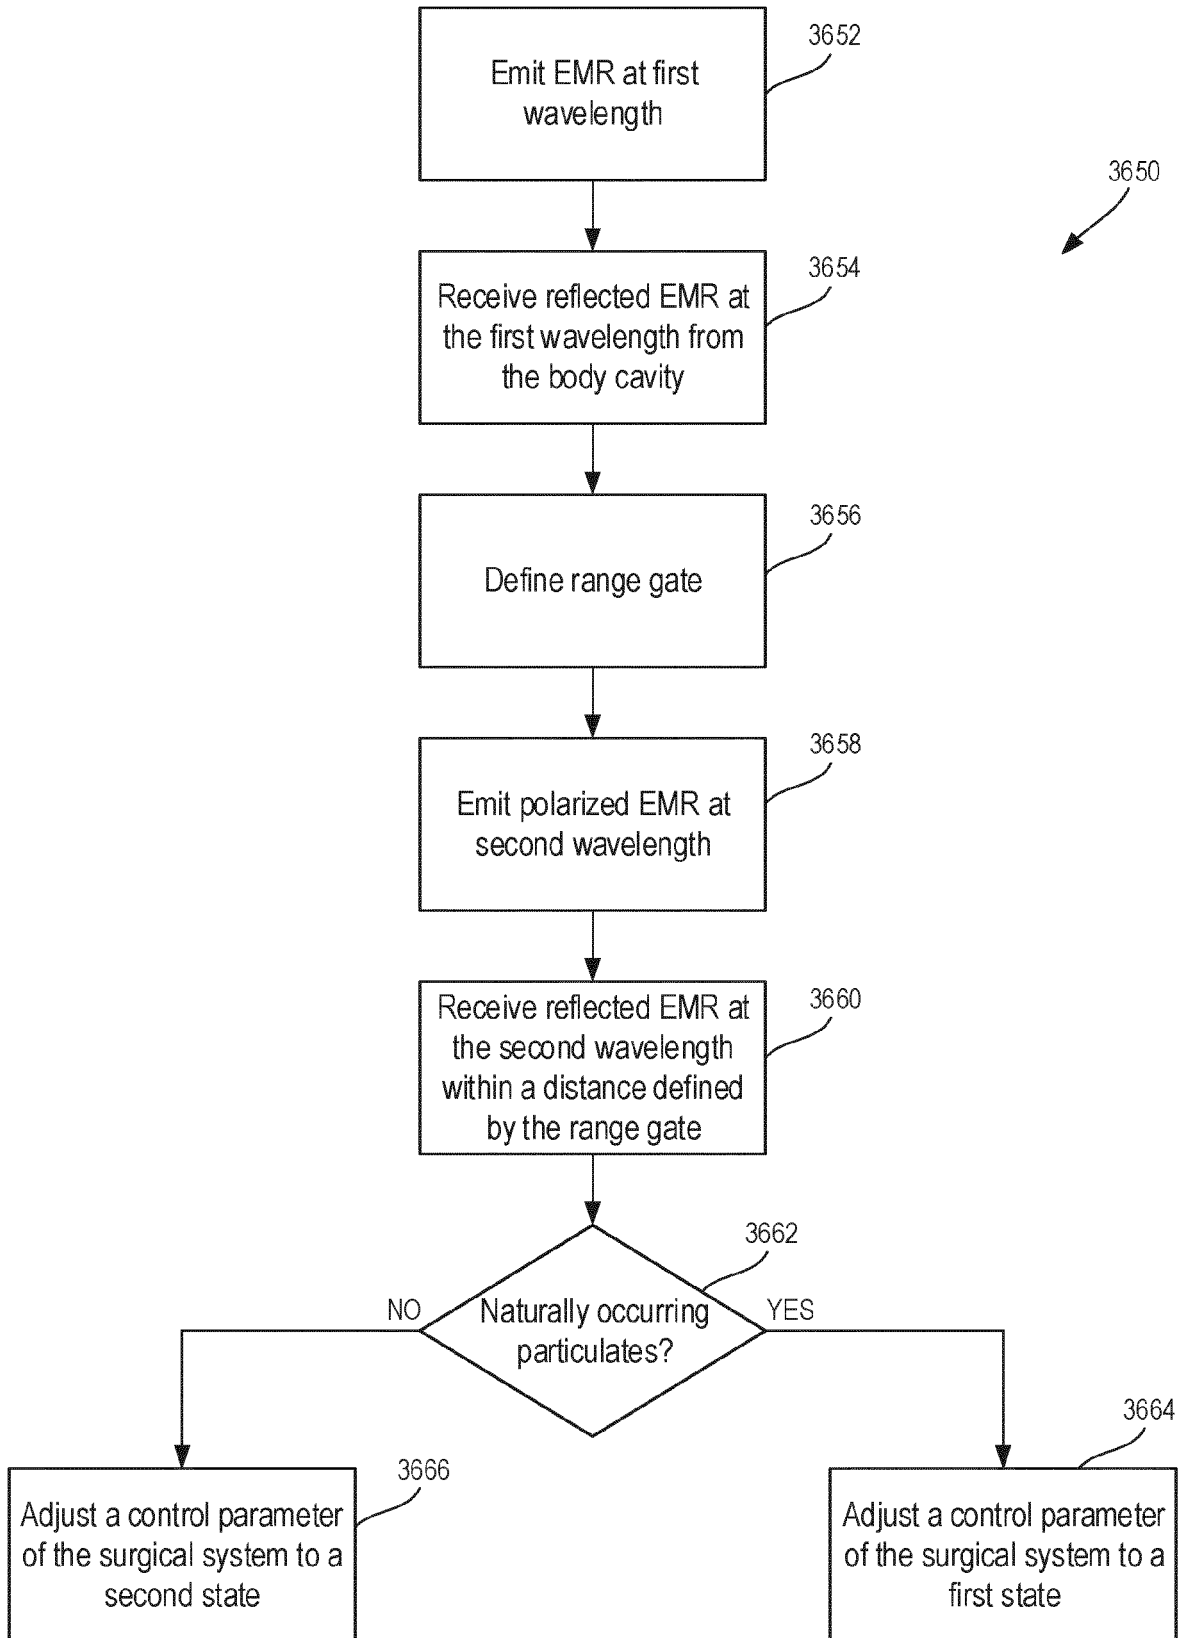 3652
Emit EMR at first
wavelength
3650
3654
Receive reflected EMR at
the first wavelength from
the body cavity
3656
Define range gate
3658
Emit polarized EMR at
second wavelength
3660
Receive reflected EMR at
the second wavelength
within a distance defined
by the range gate
3662
NO
Naturally occurring
particulates?
YES
3666
Adjust a control parameter
of the surgical system to a
second state
3664
Adjust a control parameter
of the surgical system to a
first state